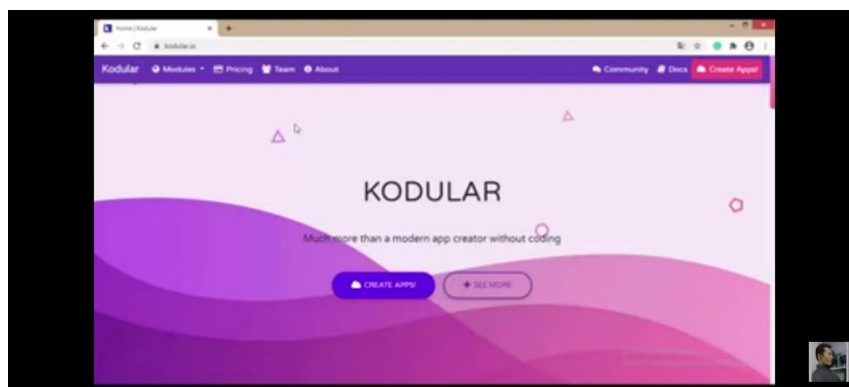 Home | Kodular
kodular.io
Kodular Modules Pricing Team About Community Docs Create Apps!
KODULAR
Much more than a modern app creator without coding
CREATE APPS! SEE MORE